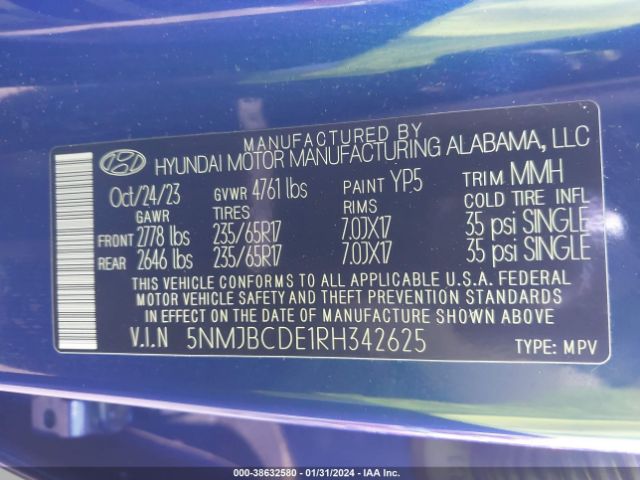 MANUFACTURED BY
HYUNDAI MOTOR MANUFACTURING ALABAMA, LLC
Oct/24/23 GVWR 4761 lbs PAINT YP5 TRIM MMH
GAWR TIRES RIMS COLD TIRE INFL
FRONT 2778 lbs 235/65R17 7.0JX17 35 psi SINGLE
REAR 2646 lbs 235/65R17 7.0JX17 35 psi SINGLE
THIS VEHICLE CONFORMS TO ALL APPLICABLE U.S.A. FEDERAL
MOTOR VEHICLE SAFETY AND THEFT PREVENTION STANDARDS
IN EFFECT ON THE DATE OF MANUFACTURE SHOWN ABOVE
V.I.N 5NMJBCDE1RH342625 TYPE: MPV
000-38632580 - 01/31/2024 - IAA Inc.